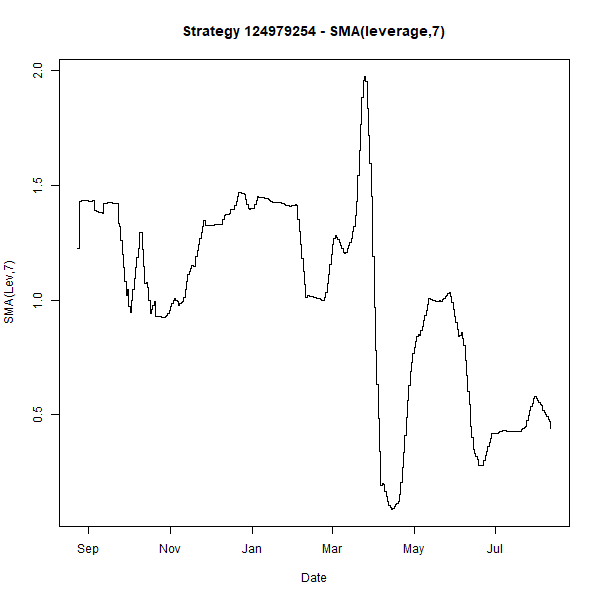 Strategy 124979254 - SMA(leverage,7)
2.0
1.5
1.0
0.5
SMA(Lev,7)
Sep Nov Jan Mar May Jul
Date